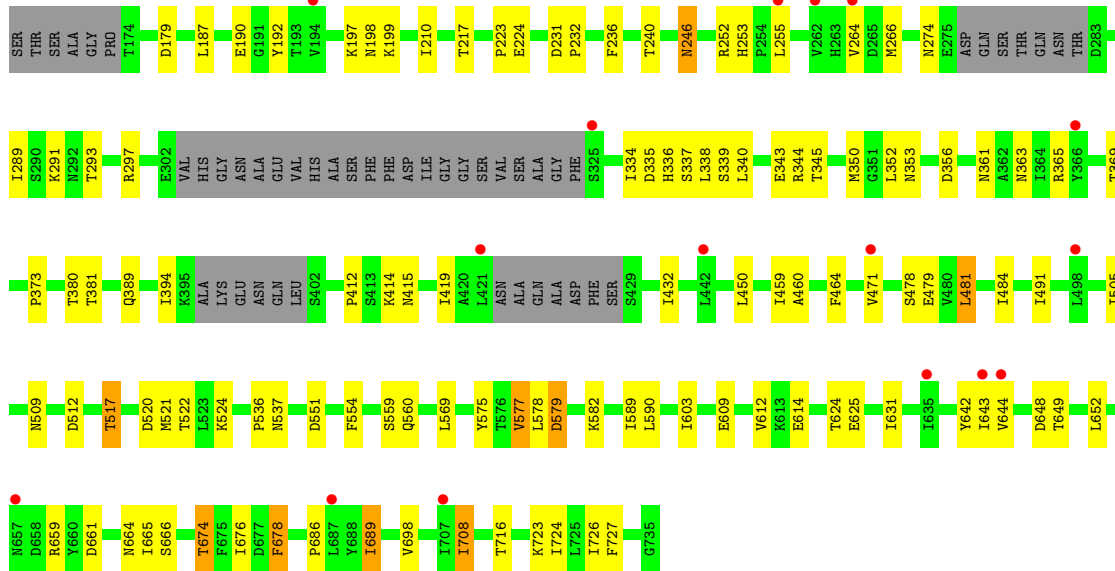 SER THR SER ALA GLY PRO T174 D179 L187 E190 G191 Y192 T193 V194 K197 N198 K199 I210 T217 P223 E224 D231 P232 F236 T240 N246 R252 H253 P254 L255 V262 H263 V264 D265 M266 N274 E275 ASP GLN SER THR GLN ASN THR D283
I289 S290 K291 N292 T293 R297 E302 VAL HIS GLY ASN ALA GLU VAL HIS ALA SER PHE PHE ASP ILE GLY GLY SER VAL SER ALA GLY PHE S325 I334 D335 H336 S337 L338 S339 L340 E343 R344 T345 M350 G351 L352 N353 D356 N361 A362 N363 I364 R365 Y366 T369
P373 T380 T381 Q389 I394 K395 ALA LYS GLU ASN GLN LEU S402 P412 S413 K414 N415 I419 A420 L421 ASN ALA GLN ALA ASP PHE SER S429 I432 L442 L450 I459 A460 F464 V471 S478 E479 V480 L481 I484 I491 L498 I505
N509 D512 T517 D520 M521 T522 L523 K524 P536 N537 D551 F554 S559 Q560 L569 Y575 T576 V577 L578 D579 K582 I589 L590 I603 E609 V612 K613 E614 T624 E625 I631 I635 Y642 I643 V644 D648 T649 L652
N657 D658 R659 Y660 D661 N664 I665 S666 T674 F675 I676 D677 F678 P686 L687 Y688 I689 V698 I707 I708 T716 K723 I724 L725 I726 F727 G735